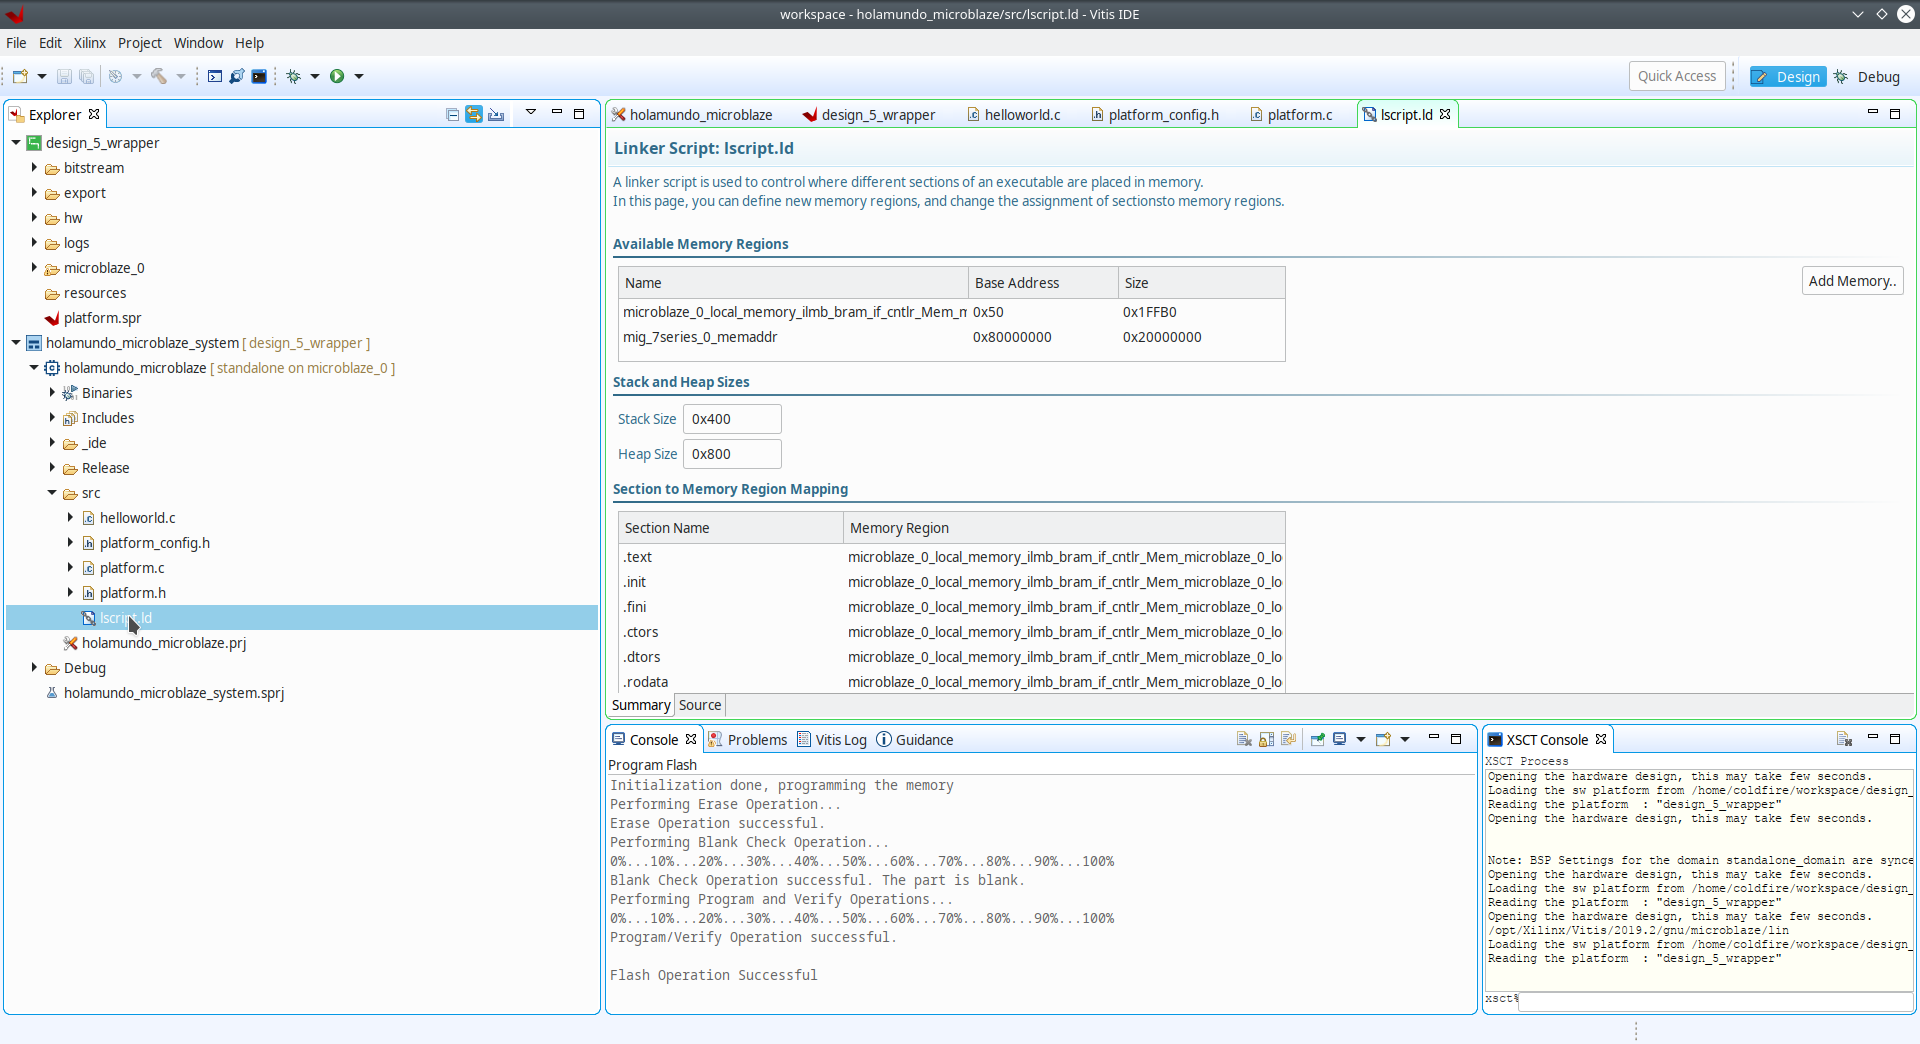 workspace - holamundo_microblaze/src/lscript.ld - Vitis IDE
File Edit Xilinx Project Window Help
Quick Access
Design
Debug
Explorer
design_5_wrapper
bitstream
export
hw
logs
microblaze_0
resources
platform.spr
holamundo_microblaze_system [ design_5_wrapper ]
holamundo_microblaze [ standalone on microblaze_0 ]
Binaries
Includes
_ide
Release
src
helloworld.c
platform_config.h
platform.c
platform.h
lscript.ld
holamundo_microblaze.prj
Debug
holamundo_microblaze_system.sprj
holamundo_microblaze design_5_wrapper helloworld.c platform_config.h platform.c lscript.ld
Linker Script: lscript.ld
A linker script is used to control where different sections of an executable are placed in memory.
In this page, you can define new memory regions, and change the assignment of sectionsto memory regions.
Available Memory Regions
Name Base Address Size
microblaze_0_local_memory_ilmb_bram_if_cntlr_Mem_m 0x50 0x1FFB0
mig_7series_0_memaddr 0x80000000 0x20000000
Add Memory..
Stack and Heap Sizes
Stack Size 0x400
Heap Size 0x800
Section to Memory Region Mapping
Section Name Memory Region
.text microblaze_0_local_memory_ilmb_bram_if_cntlr_Mem_microblaze_0_lo
.init microblaze_0_local_memory_ilmb_bram_if_cntlr_Mem_microblaze_0_lo
.fini microblaze_0_local_memory_ilmb_bram_if_cntlr_Mem_microblaze_0_lo
.ctors microblaze_0_local_memory_ilmb_bram_if_cntlr_Mem_microblaze_0_lo
.dtors microblaze_0_local_memory_ilmb_bram_if_cntlr_Mem_microblaze_0_lo
.rodata microblaze_0_local_memory_ilmb_bram_if_cntlr_Mem_microblaze_0_lo
Summary Source
Console Problems Vitis Log Guidance
Program Flash
Initialization done, programming the memory
Performing Erase Operation...
Erase Operation successful.
Performing Blank Check Operation...
0%...10%...20%...30%...40%...50%...60%...70%...80%...90%...100%
Blank Check Operation successful. The part is blank.
Performing Program and Verify Operations...
0%...10%...20%...30%...40%...50%...60%...70%...80%...90%...100%
Program/Verify Operation successful.
Flash Operation Successful
XSCT Console
XSCT Process
Opening the hardware design, this may take few seconds.
Loading the sw platform from /home/coldfire/workspace/design_
Reading the platform : "design_5_wrapper"
Opening the hardware design, this may take few seconds.
Note: BSP Settings for the domain standalone_domain are synce
Opening the hardware design, this may take few seconds.
Loading the sw platform from /home/coldfire/workspace/design_
Reading the platform : "design_5_wrapper"
Opening the hardware design, this may take few seconds.
/opt/Xilinx/Vitis/2019.2/gnu/microblaze/lin
Loading the sw platform from /home/coldfire/workspace/design_
Reading the platform : "design_5_wrapper"
xsct%